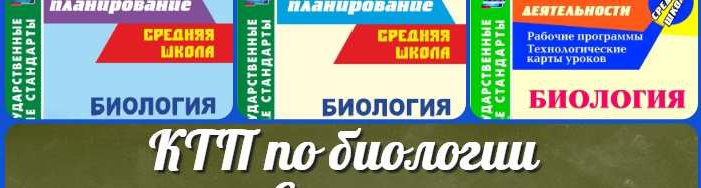 планирование
СРЕДНЯЯ
ШКОЛА
БИОЛОГИЯ
планирование
СРЕДНЯЯ
ШКОЛА
БИОЛОГИЯ
ДЕЯТЕЛЬНОСТИ
Рабочие программы
Технологические
карты уроков
БИОЛОГИЯ
КТП по биологии